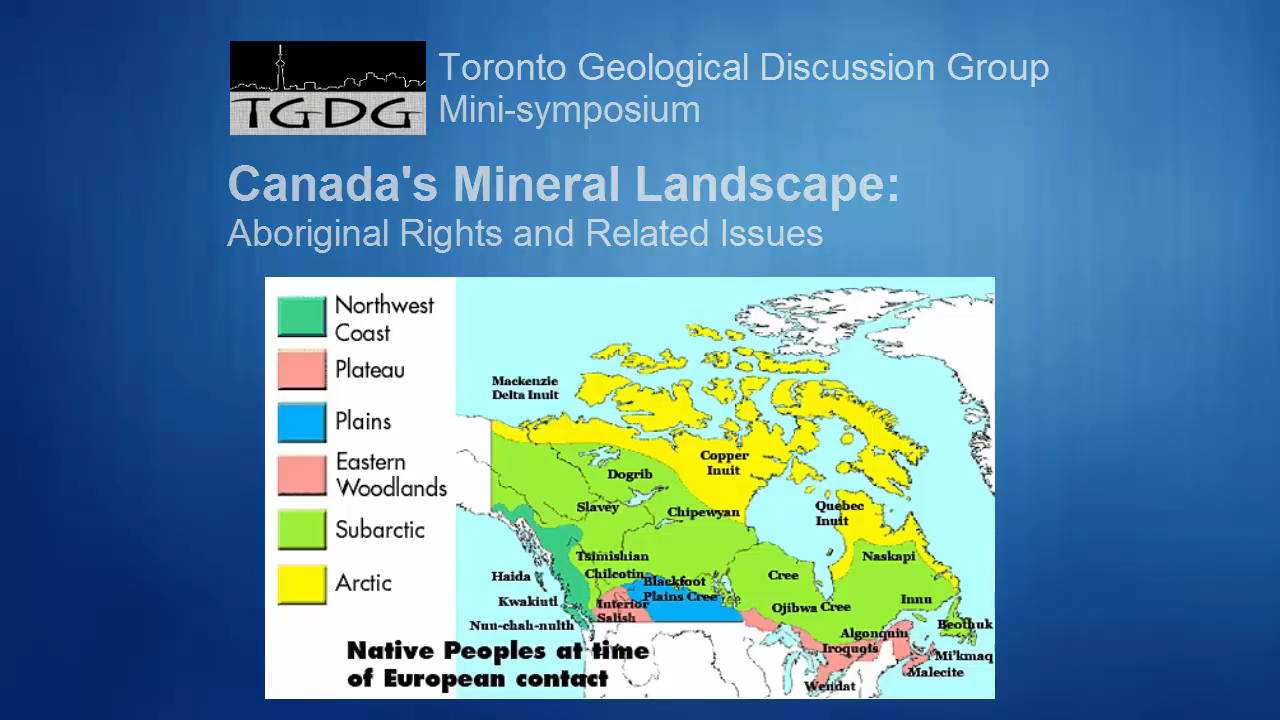 TGDG
Toronto Geological Discussion Group
Mini-symposium
Canada's Mineral Landscape:
Aboriginal Rights and Related Issues
Northwest
Coast
Plateau
Plains
Eastern
Woodlands
Subarctic
Arctic
Mackenzie
Delta Inuit
Copper
Inuit
Dogrib
Slavey
Chipewyan
Quebec
Inuit
Naskapi
Tsimishian
Chilcotin
Haida
Blackfoot
Plains Cree
Cree
Kwakiutl
Interior
Salish
Ojibwa Cree
Innu
Nun-chah-nulth
Beothuk
Algonquin
Iroquois
Mi'kmaq
Malecite
Wendat
Native Peoples at time
of European contact